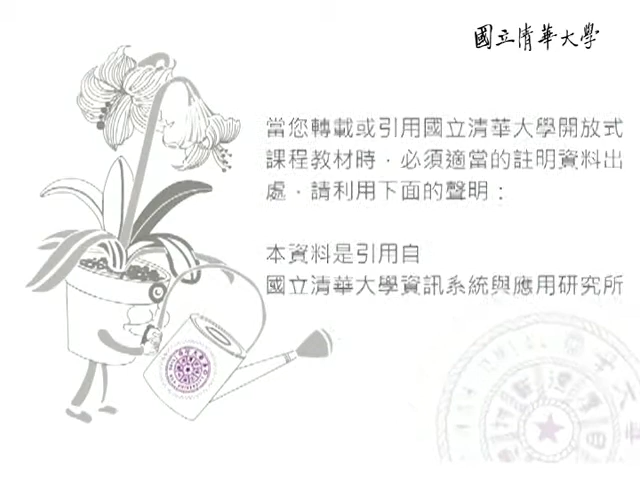 國立清華大學
當您轉載或引用國立清華大學開放式
課程教材時，必須適當的註明資料出
處，請利用下面的聲明：
本資料是引用自
國立清華大學資訊系統與應用研究所